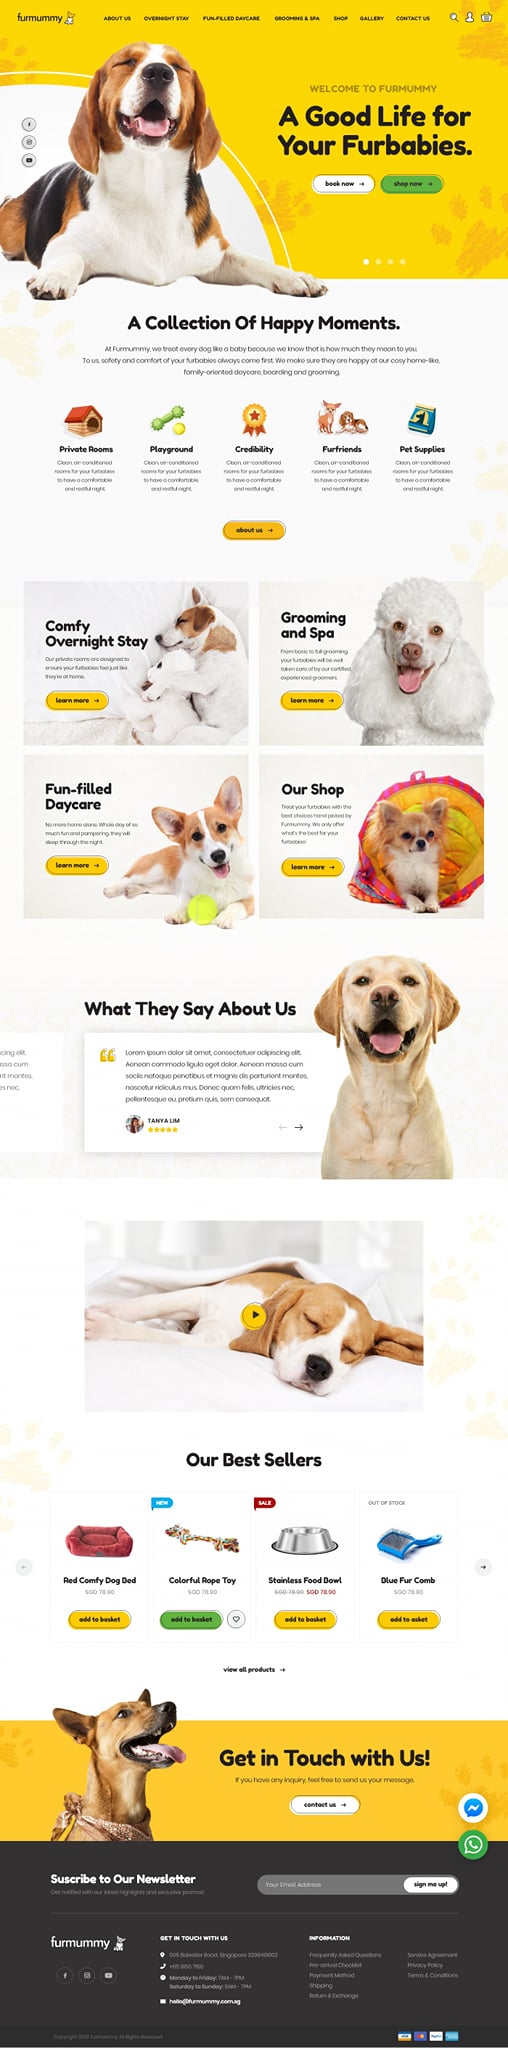 furmummy
ABOUT US OVERNIGHT STAY FUN-FILLED DAYCARE GROOMING & SPA SHOP GALLERY CONTACT US
WELCOME TO FURMUMMY
A Good Life for
Your Furbabies.
book now → shop now →
A Collection Of Happy Moments.
At Furmummy, we treat every dog like a baby because we know that is how much they mean to you.
To us, safety and comfort of your furbabies always come first. We make sure they are happy at our cosy home-like,
family-oriented daycare, boarding and grooming.
Private Rooms
Clean, air-conditioned
rooms for your furbabies
to have a comfortable
and restful night.
Playground
Clean, air-conditioned
rooms for your furbabies
to have a comfortable
and restful night.
Credibility
Clean, air-conditioned
rooms for your furbabies
to have a comfortable
and restful night.
Furfriends
Clean, air-conditioned
rooms for your furbabies
to have a comfortable
and restful night.
Pet Supplies
Clean, air-conditioned
rooms for your furbabies
to have a comfortable
and restful night.
about us →
Comfy
Overnight Stay
Our private rooms are designed to
ensure your furbabies feel just like
they're at home.
learn more →
Grooming
and Spa
From basic to full grooming,
your furbabies will be well
taken care of by our certified,
experienced groomers.
learn more →
Fun-filled
Daycare
No more home alone. Whole day of so
much fun and pampering, they will
sleep through the night.
learn more →
Our Shop
Treat your furbabies with the
best choices hand picked by
Furmummy. We only offer
what's the best for your
furbabies!
learn more →
What They Say About Us
cing elit.
massa cum
nt montes,
s nec,
Lorem ipsum dolor sit amet, consectetuer adipiscing elit.
Aenean commodo ligula eget dolor. Aenean massa cum
sociis natoque penatibus et magnis dis parturient montes,
nascetur ridiculus mus. Donec quam felis, ultricies nec,
pellentesque eu, pretium quis, sem consequat.
TANYA LIM
Our Best Sellers
Red Comfy Dog Bed
SGD 78.90
add to basket
NEW
Colorful Rope Toy
SGD 78.90
add to basket
SALE
Stainless Food Bowl
SGD 78.90 SGD 78.90
add to basket
OUT OF STOCK
Blue Fur Comb
SGD 78.90
add to asket
view all products →
Get in Touch with Us!
If you have any inquiry, feel free to send us your message.
contact us →
Suscribe to Our Newsletter
Get notified with our latest highlights and exclusive promos!
Your Email Address
sign me up!
furmummy
GET IN TOUCH WITH US
505 Balestier Road, Singapore
+65 9150 7150
Monday to Friday: 7AM - 7PM
Saturday to Sunday: 8AM - 7PM
hello@furmummy.com.sg
INFORMATION
Frequently Asked Questions
Pre-arrival Checklist
Payment Method
Shipping
Return & Exchange
Service Agreement
Privacy Policy
Terms & Conditions
Copyright 2020 Furmummy. All Rights Reserved.